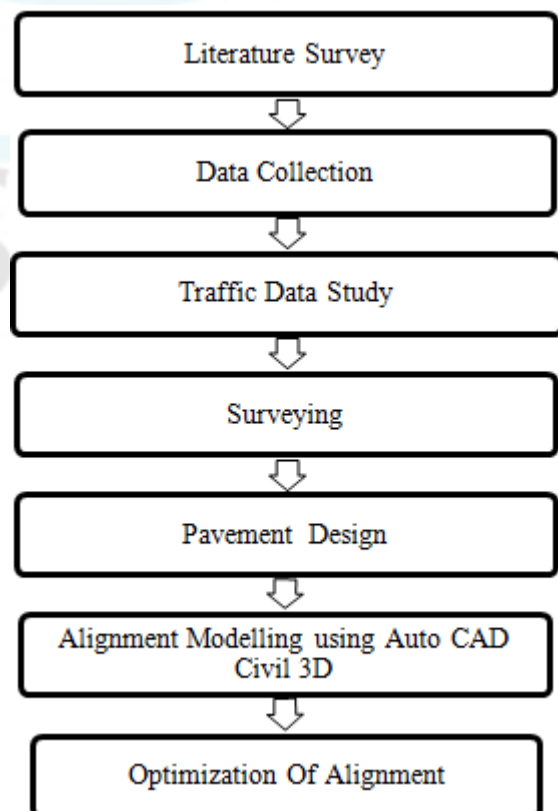 Literature Survey
Data Collection
Traffic Data Study
Surveying
Pavement Design
Alignment Modelling using Auto CAD
Civil 3D
Optimization Of Alignment